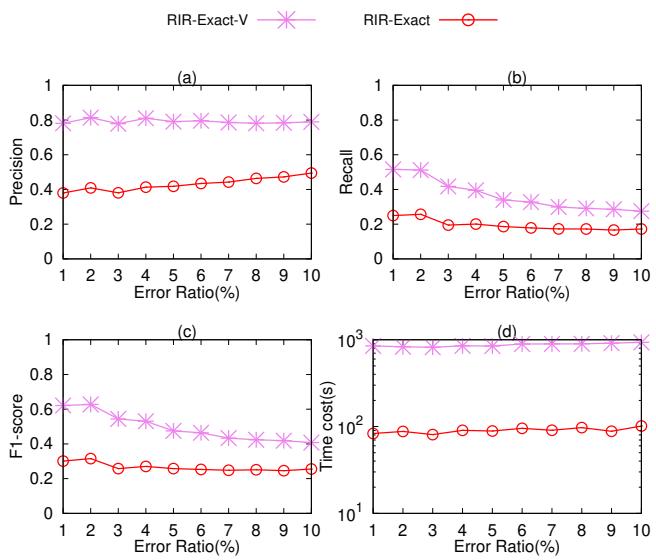 RIR-Exact-V RIR-Exact
(a)
Precision
1
0.8
0.6
0.4
0.2
0
1 2 3 4 5 6 7 8 9 10
Error Ratio(%)
(b)
Recall
1
0.8
0.6
0.4
0.2
0
1 2 3 4 5 6 7 8 9 10
Error Ratio(%)
(c)
F1-score
1
0.8
0.6
0.4
0.2
0
1 2 3 4 5 6 7 8 9 10
Error Ratio(%)
(d)
Time cost(s)
10³
10²
10¹
1 2 3 4 5 6 7 8 9 10
Error Ratio(%)